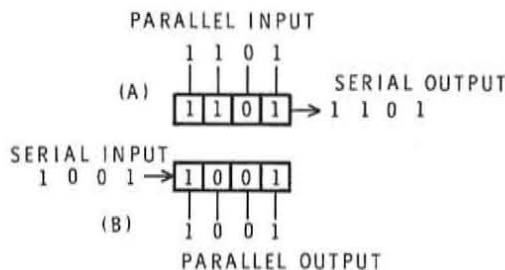 PARALLEL INPUT
1 1 0 1
SERIAL OUTPUT
(A)
1 1 0 1
1 1 0 1
SERIAL INPUT
1 0 0 1
1 0 0 1
(B)
1 0 0 1
PARALLEL OUTPUT